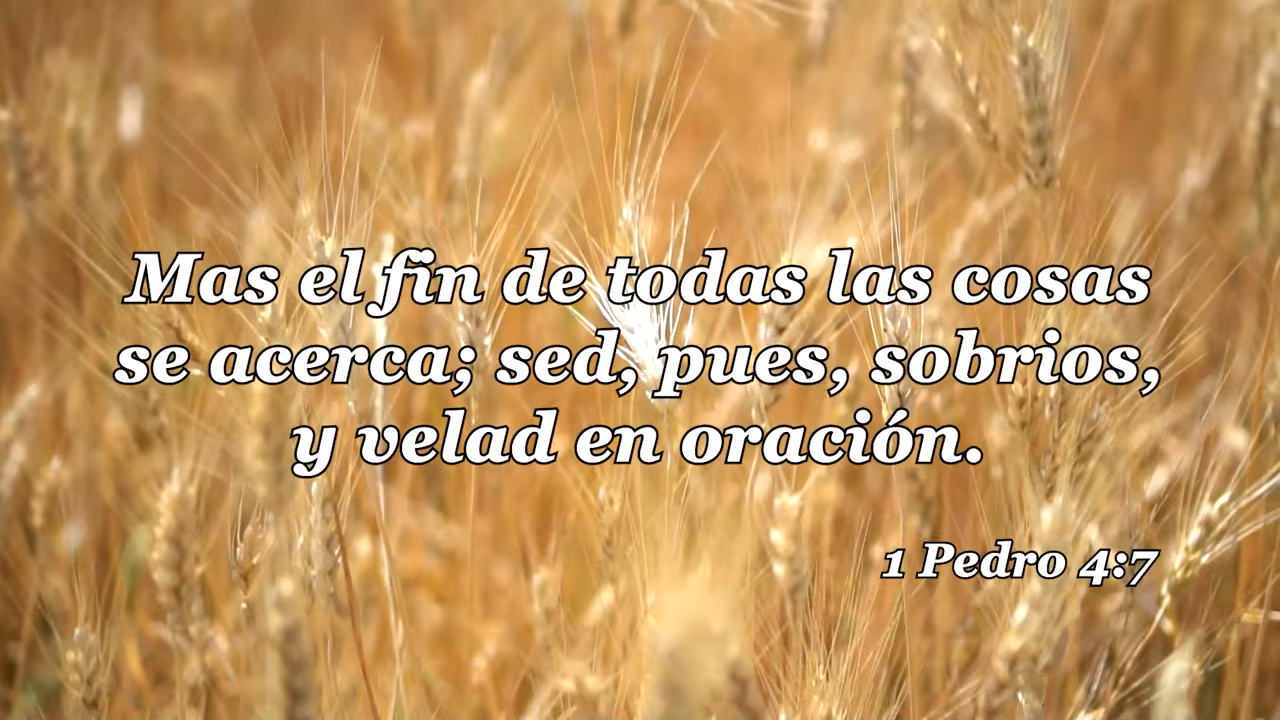 Mas el fin de todas las cosas
se acerca; sed, pues, sobrios,
y velad en oración.
1 Pedro 4:7